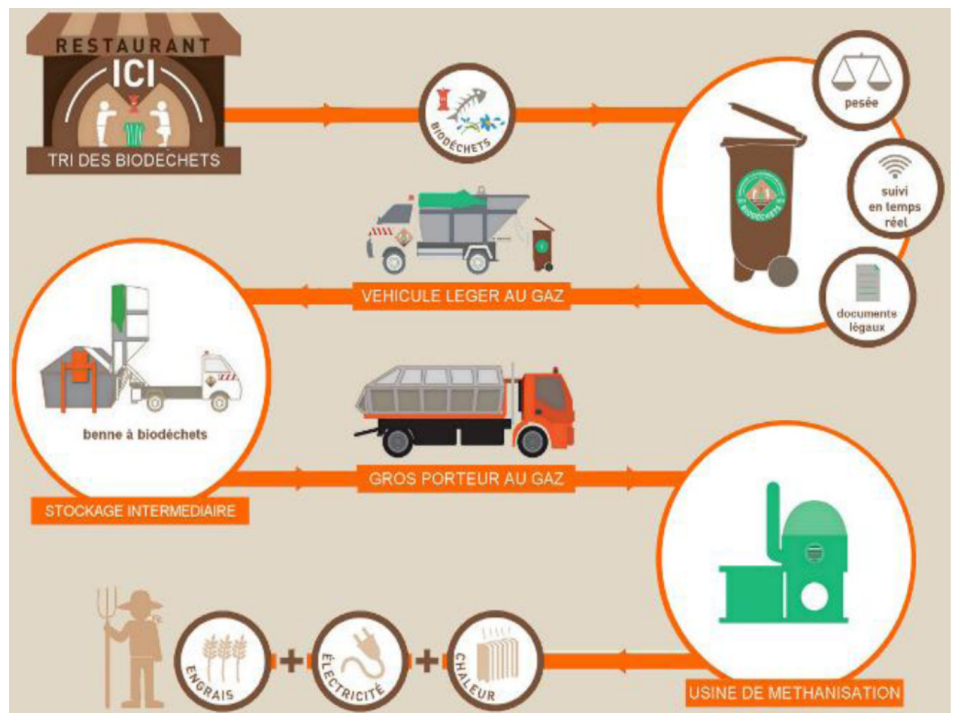 RESTAURANT
ICI
TRI DES BIODÉCHETS
BIODÉCHETS
pesée
suivi
en temps
réel
documents
légaux
BIODÉCHETS
VEHICULE LEGER AU GAZ
benne à biodéchets
STOCKAGE INTERMEDIAIRE
GROS PORTEUR AU GAZ
USINE DE METHANISATION
ENGRAIS
+
ÉLECTRICITÉ
+
CHALEUR